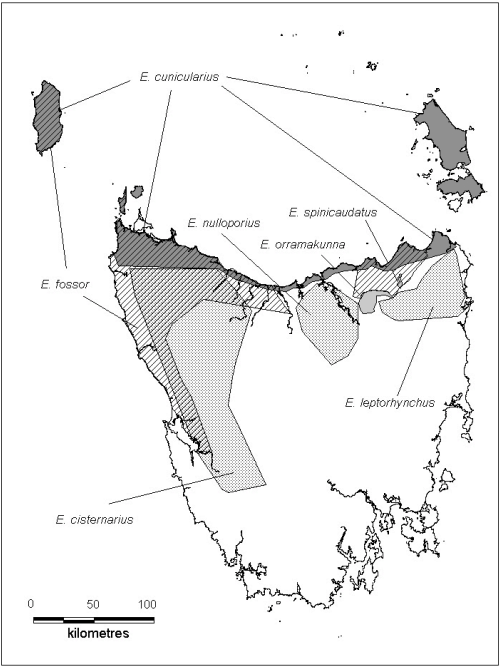 E. cunicularius
E. spinicaudatus
E. nulloporius
E. orramakunna
E. fossor
E. leptorhynchus
E. cisternarius
0 50 100
kilometres